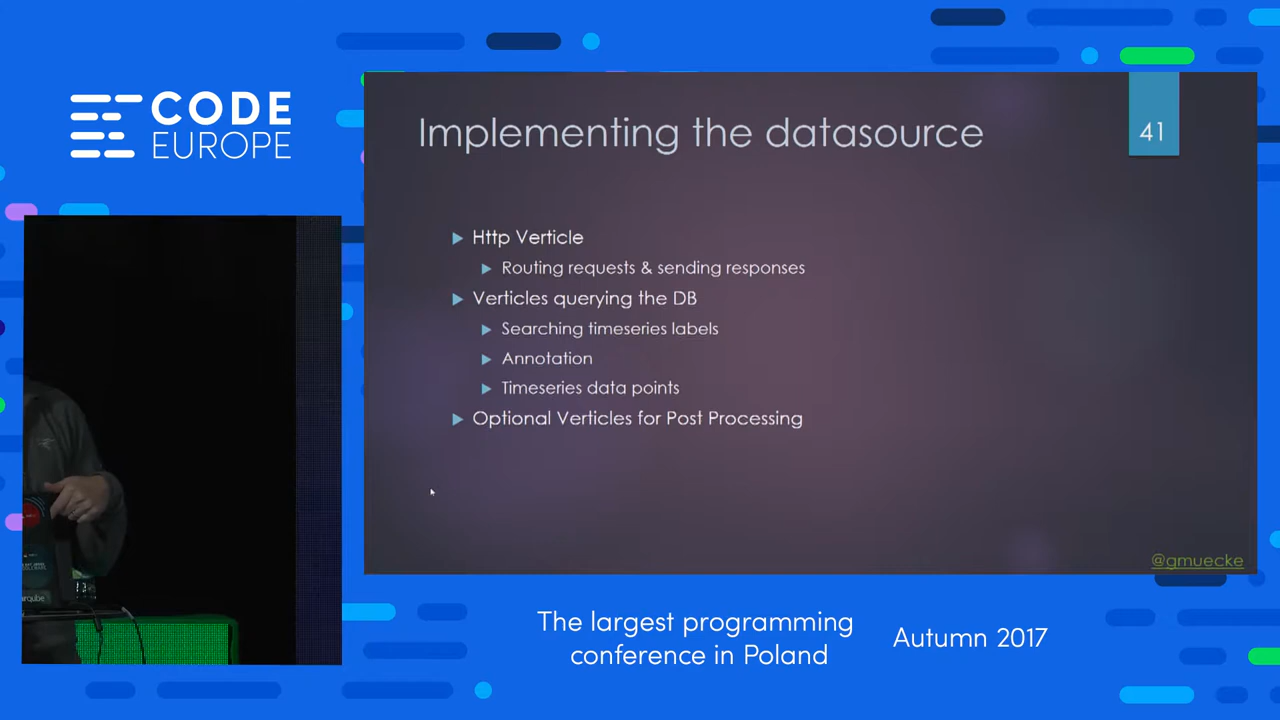 CODE
EUROPE
Implementing the datasource
41
Http Verticle
Routing requests & sending responses
Verticles querying the DB
Searching timeseries labels
Annotation
Timeseries data points
Optional Verticles for Post Processing
@gmuecke
The largest programming
conference in Poland
Autumn 2017